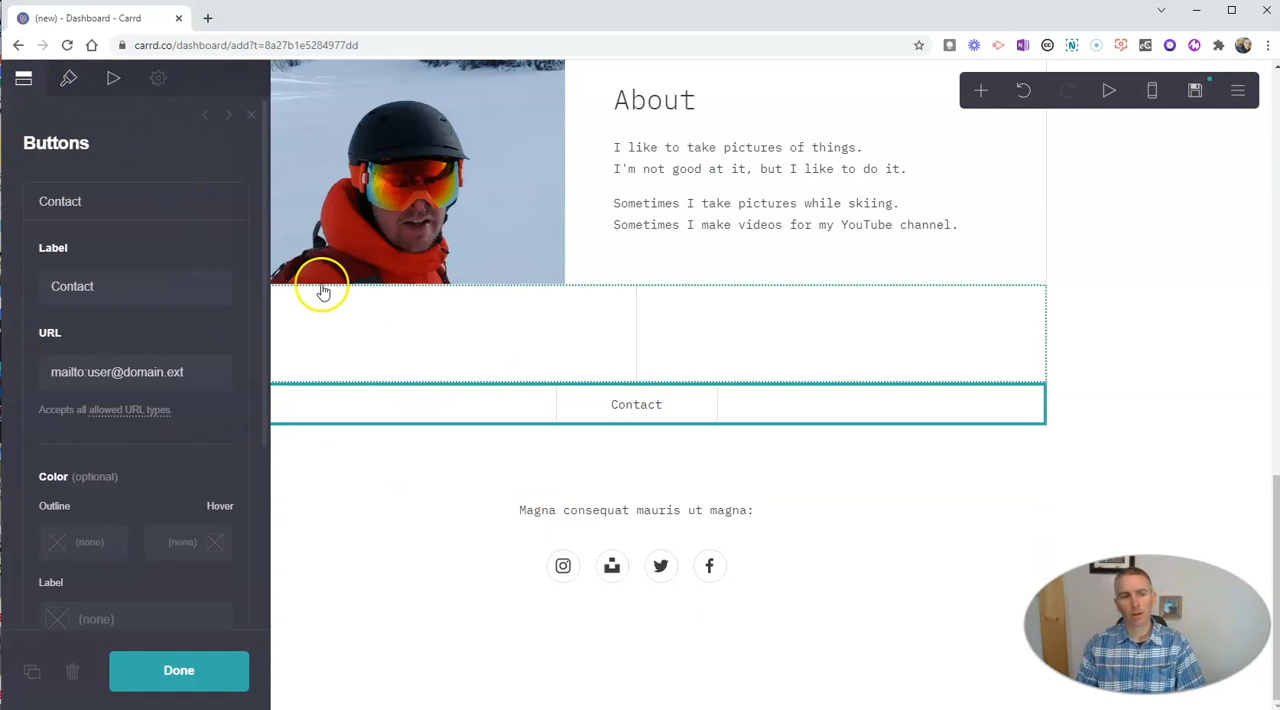 (new) - Dashboard - Carrd
carrd.co/dashboard/add?t=8a27b1e5284977dd
Buttons
Contact
Label
Contact
URL
mailto:user@domain.ext
Accepts all allowed URL types.
Color (optional)
Outline
Hover
(none)
(none)
Label
(none)
Done
About
I like to take pictures of things.
I'm not good at it, but I like to do it.
Sometimes I take pictures while skiing.
Sometimes I make videos for my YouTube channel.
Contact
Magna consequat mauris ut magna: